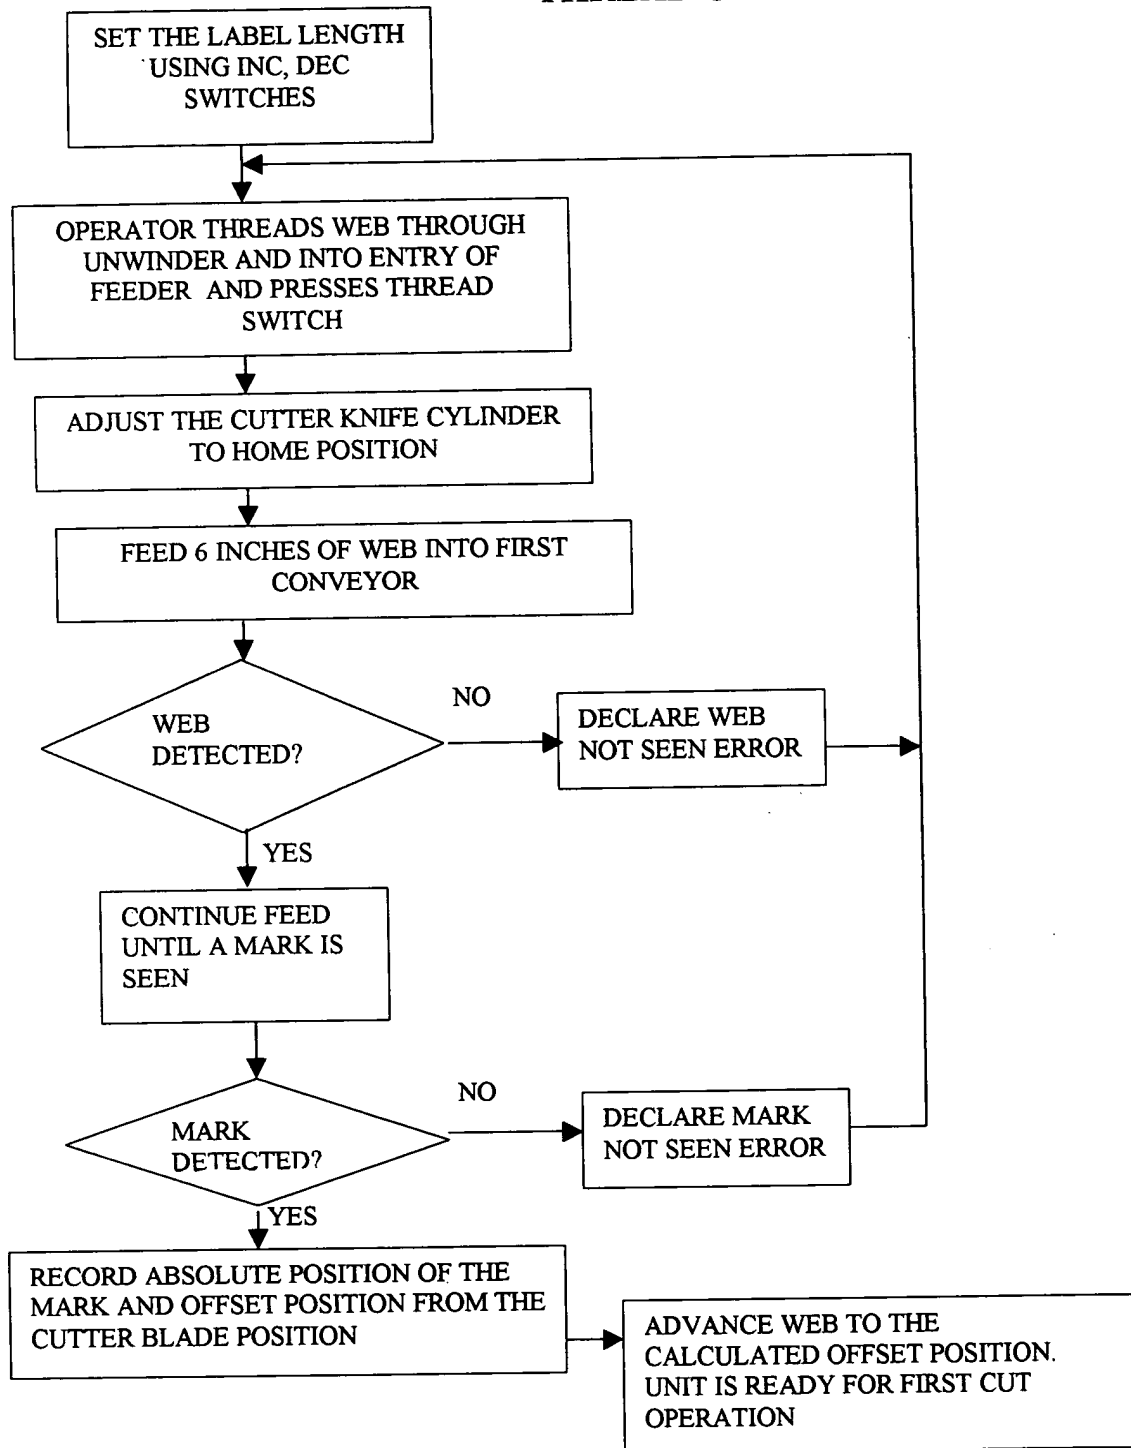 SET THE LABEL LENGTH
USING INC, DEC
SWITCHES
OPERATOR THREADS WEB THROUGH
UNWINDER AND INTO ENTRY OF
FEEDER AND PRESSES THREAD
SWITCH
ADJUST THE CUTTER KNIFE CYLINDER
TO HOME POSITION
FEED 6 INCHES OF WEB INTO FIRST
CONVEYOR
WEB
DETECTED?
NO
DECLARE WEB
NOT SEEN ERROR
YES
CONTINUE FEED
UNTIL A MARK IS
SEEN
MARK
DETECTED?
NO
DECLARE MARK
NOT SEEN ERROR
YES
RECORD ABSOLUTE POSITION OF THE
MARK AND OFFSET POSITION FROM THE
CUTTER BLADE POSITION
ADVANCE WEB TO THE
CALCULATED OFFSET POSITION.
UNIT IS READY FOR FIRST CUT
OPERATION